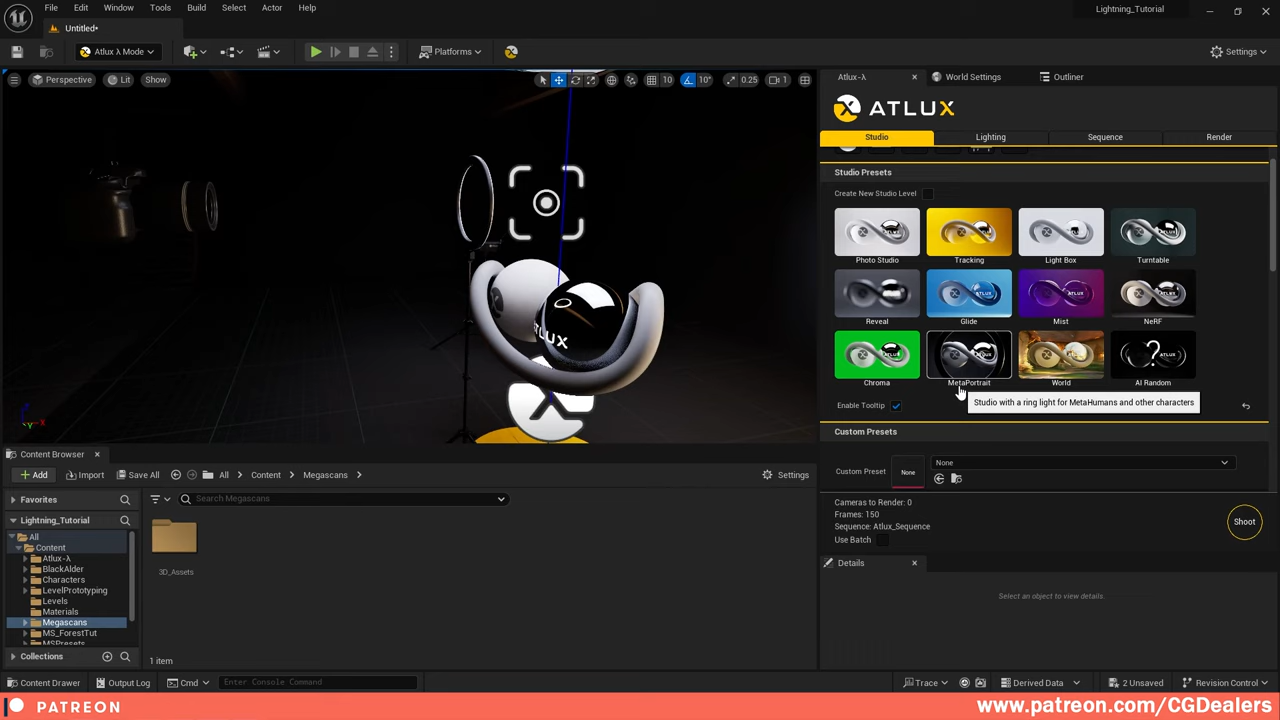 File Edit Window Tools Build Select Actor Help
Lightning_Tutorial
Untitled*
Atlux λ Mode
Platforms
Settings
Perspective Lit Show
10 10° 0.25 1
Atlux-λ World Settings Outliner
ATLUX
Studio Lighting Sequence Render
Studio Presets
Create New Studio Level
Photo Studio Tracking Light Box Turntable
Reveal Glide Mist NeRF
Chroma MetaPortrait World AI Random
Studio with a ring light for MetaHumans and other characters
Enable Tooltip
Custom Presets
Custom Preset None None
Cameras to Render: 0
Frames: 150
Sequence: Atlux_Sequence
Use Batch
Shoot
Details
Select an object to view details.
Content Browser
Add Import Save All All Content Megascans Settings
Favorites
Search Megascans
Lightning_Tutorial
All
Content
Atlux-λ
BlackAlder
Characters
LevelPrototyping
Levels
Materials
Megascans
MS_ForestTut
MSPresets
3D_Assets
Collections
1 item
Content Drawer Output Log Cmd Enter Console Command Trace Derived Data 2 Unsaved Revision Control
PATREON
www.patreon.com/CGDealers